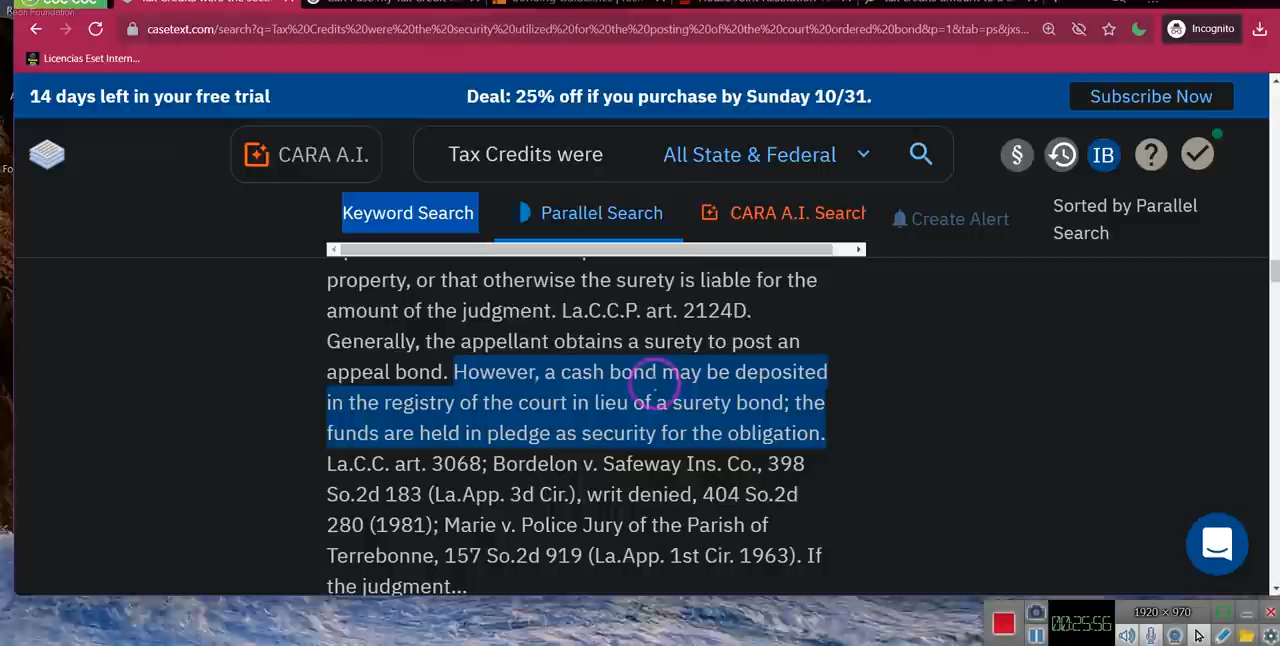 casetext.com/search?q=Tax%20Credits%20were%20the%20security%20utilized%20for%20the%20posting%20of%20the%20court%20ordered%20bond&p=1&tab=ps&jxs...
Incognito
Licencias Eset Intern...
14 days left in your free trial
Deal: 25% off if you purchase by Sunday 10/31.
Subscribe Now
CARA A.I.
Tax Credits were
All State & Federal
§
IB
?
Keyword Search
Parallel Search
CARA A.I. Search
Create Alert
Sorted by Parallel
Search
property, or that otherwise the surety is liable for the
amount of the judgment. La.C.C.P. art. 2124D.
Generally, the appellant obtains a surety to post an
appeal bond. However, a cash bond may be deposited
in the registry of the court in lieu of a surety bond; the
funds are held in pledge as security for the obligation.
La.C.C. art. 3068; Bordelon v. Safeway Ins. Co., 398
So.2d 183 (La.App. 3d Cir.), writ denied, 404 So.2d
280 (1981); Marie v. Police Jury of the Parish of
Terrebonne, 157 So.2d 919 (La.App. 1st Cir. 1963). If
the judgment...
1920 × 970
00:25:56